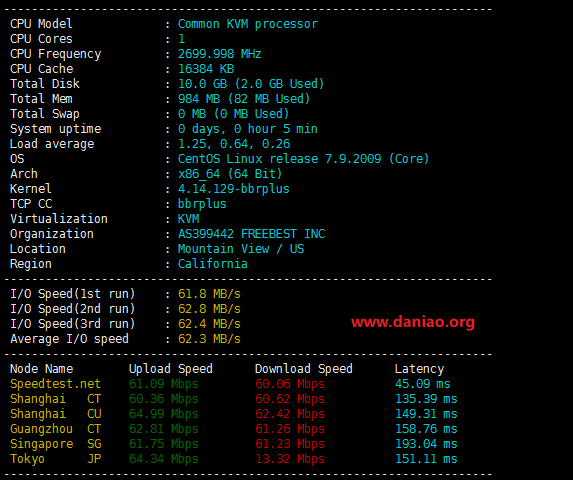 ----------------------------------------------------------------------
CPU Model : Common KVM processor
CPU Cores : 1
CPU Frequency : 2699.998 MHz
CPU Cache : 16384 KB
Total Disk : 10.0 GB (2.0 GB Used)
Total Mem : 984 MB (82 MB Used)
Total Swap : 0 MB (0 MB Used)
System uptime : 0 days, 0 hour 5 min
Load average : 1.25, 0.64, 0.26
OS : CentOS Linux release 7.9.2009 (Core)
Arch : x86_64 (64 Bit)
Kernel : 4.14.129-bbrplus
TCP CC : bbrplus
Virtualization : KVM
Organization : AS399442 FREEBEST INC
Location : Mountain View / US
Region : California
----------------------------------------------------------------------
I/O Speed(1st run) : 61.8 MB/s
I/O Speed(2nd run) : 62.8 MB/s
I/O Speed(3rd run) : 62.4 MB/s
Average I/O speed : 62.3 MB/s
www.daniao.org
----------------------------------------------------------------------
Node Name Upload Speed Download Speed Latency
Speedtest.net 61.09 Mbps 60.06 Mbps 45.09 ms
Shanghai CT 60.36 Mbps 60.62 Mbps 135.39 ms
Shanghai CU 64.99 Mbps 62.42 Mbps 149.31 ms
Guangzhou CT 62.81 Mbps 61.26 Mbps 158.76 ms
Singapore SG 61.75 Mbps 61.23 Mbps 193.04 ms
Tokyo JP 64.34 Mbps 13.32 Mbps 151.11 ms
----------------------------------------------------------------------